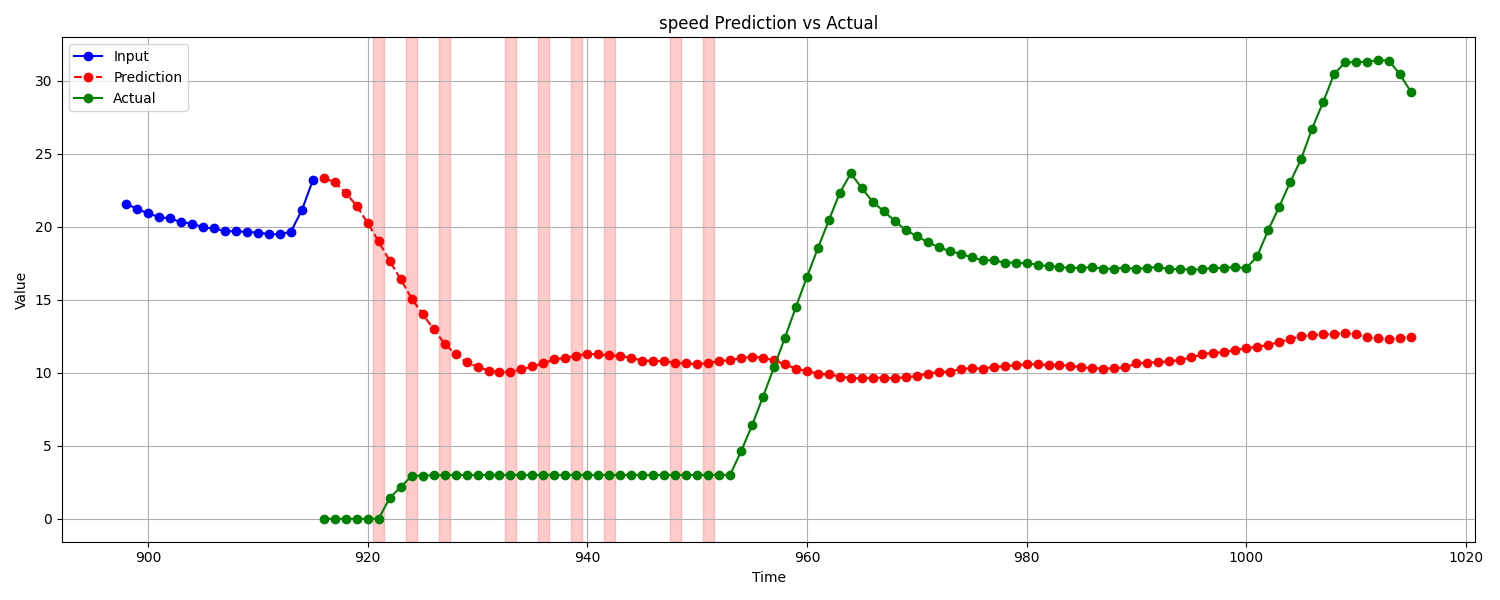 speed Prediction vs Actual
Input
Prediction
Actual
Value
30
25
20
15
10
5
0
900 920 940 960 980 1000 1020
Time